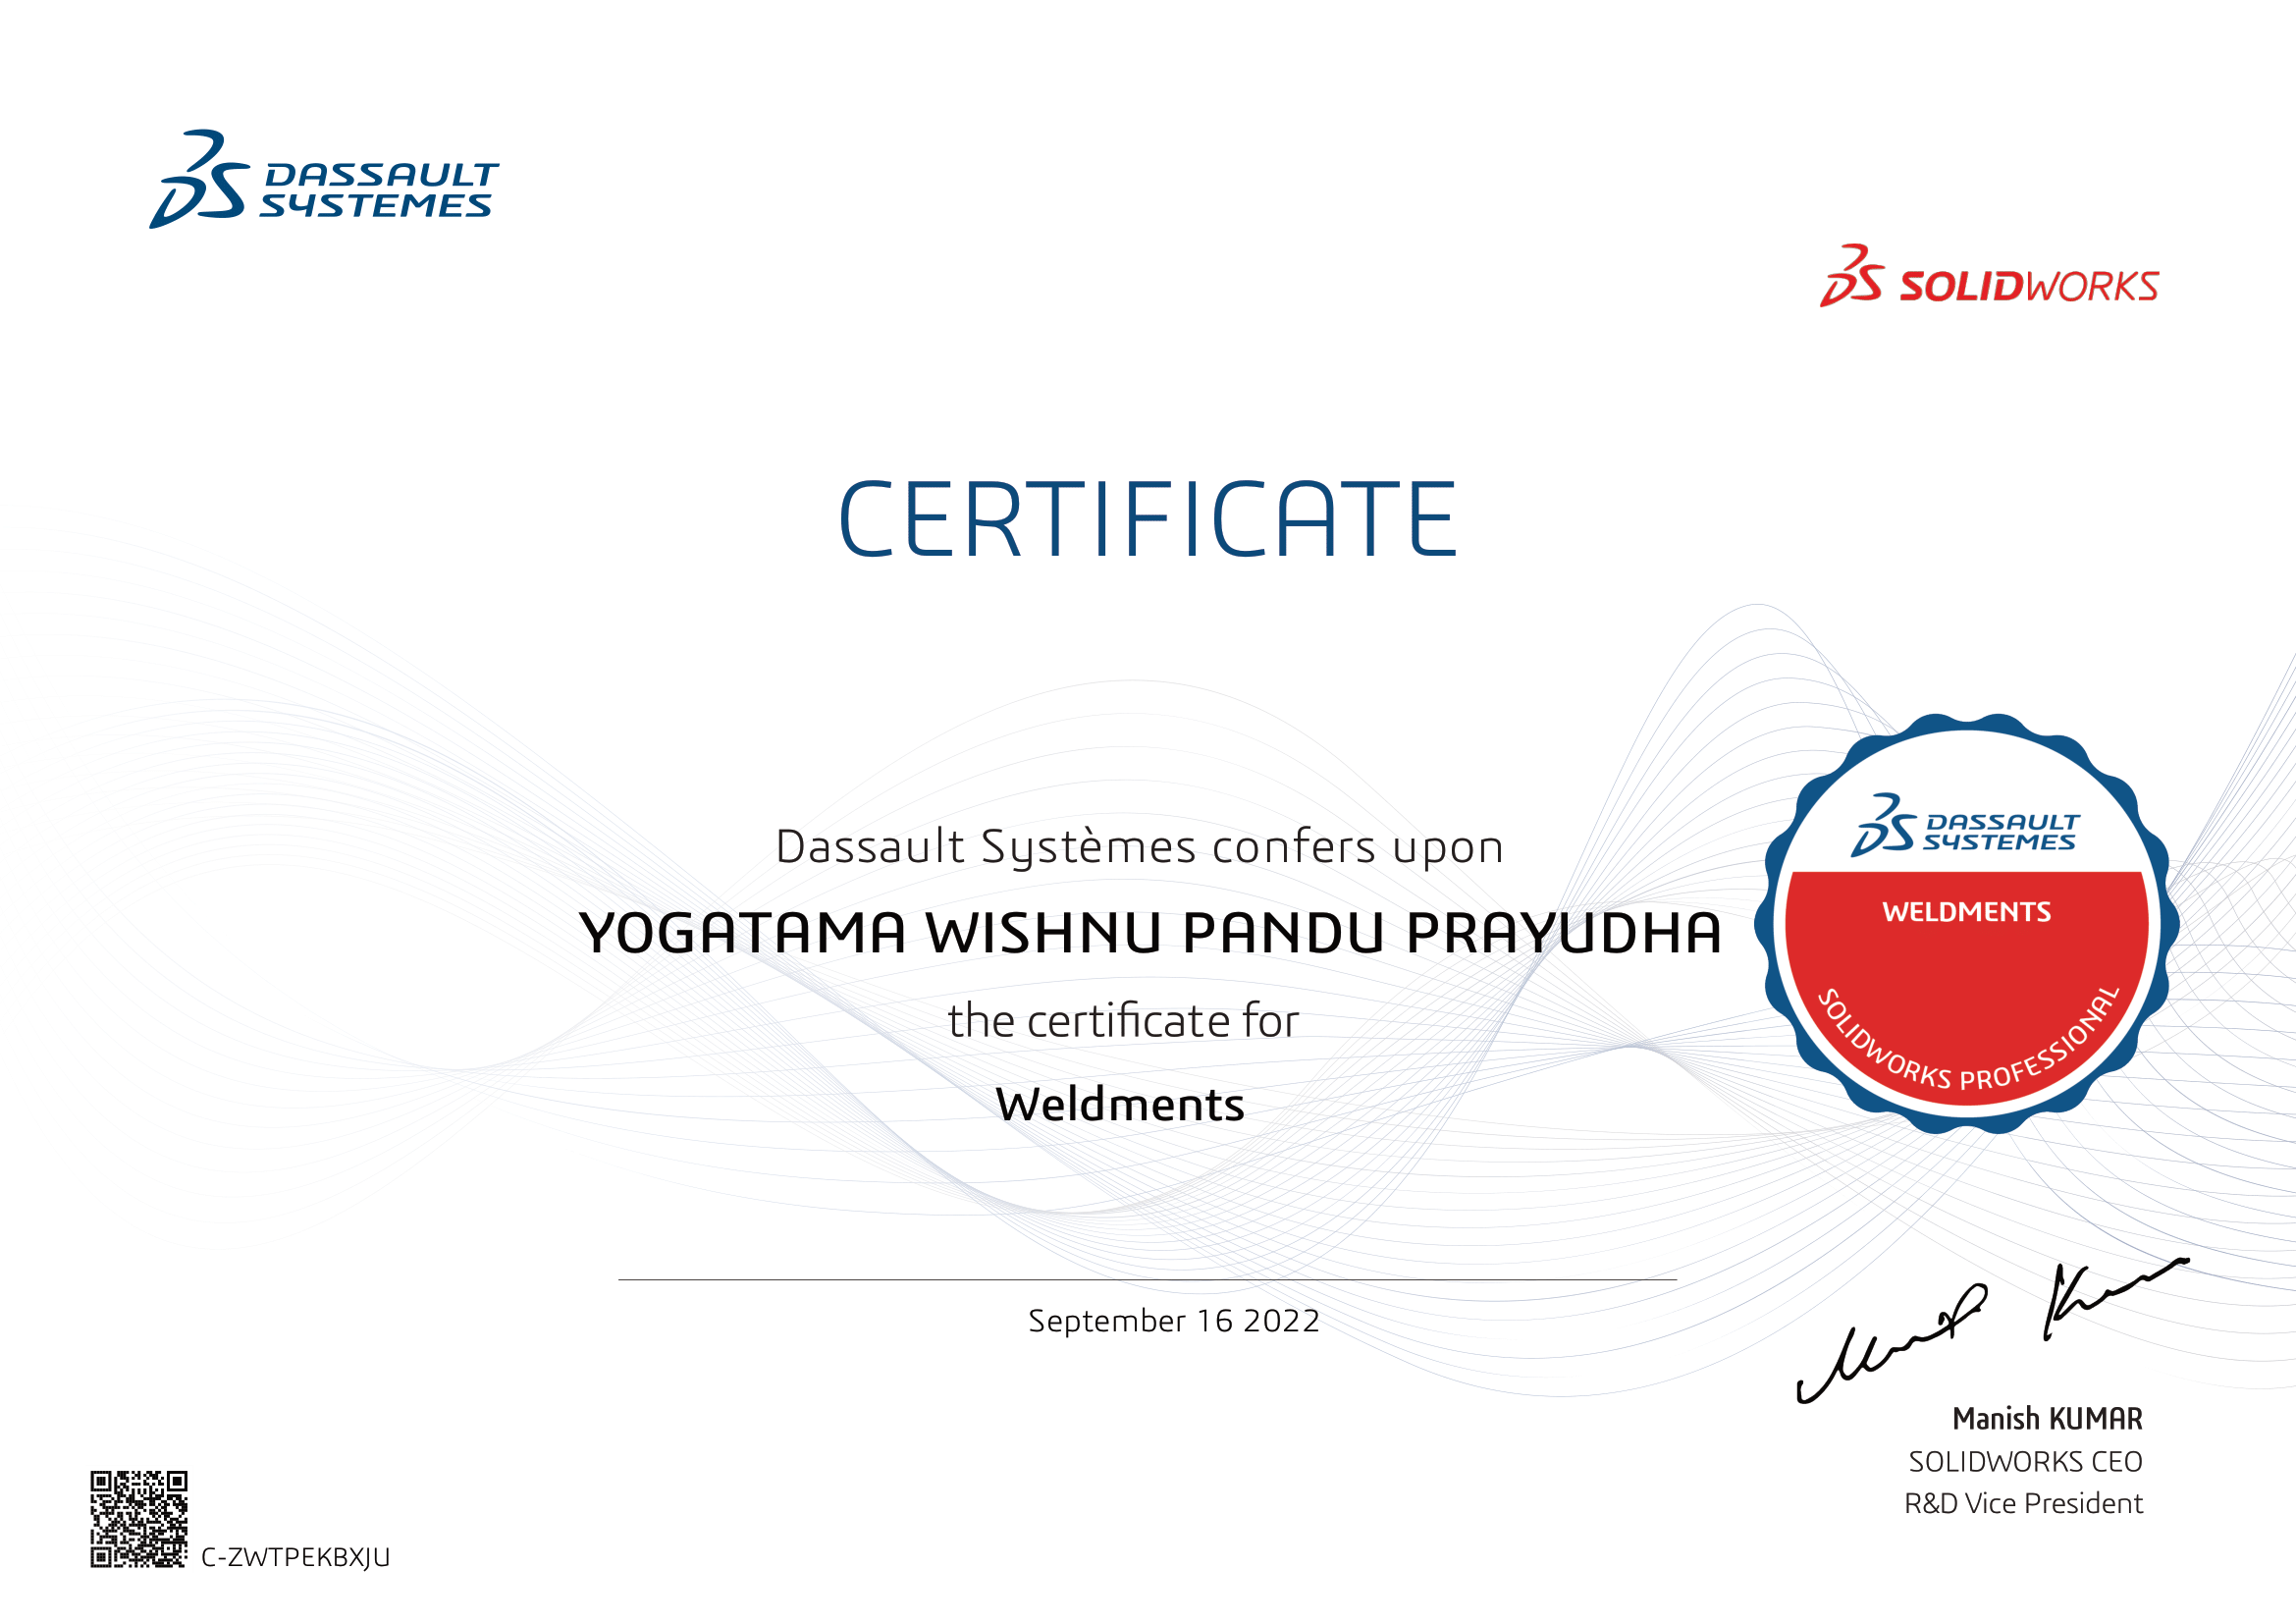 DASSAULT
SYSTEMES
SOLIDWORKS
CERTIFICATE
Dassault Systèmes confers upon
YOGATAMA WISHNU PANDU PRAYUDHA
the certificate for
Weldments
DASSAULT
SYSTEMES
WELDMENTS
SOLIDWORKS PROFESSIONAL
September 16 2022
Manish KUMAR
SOLIDWORKS CEO
R&D Vice President
C-ZWTPEKBXJU